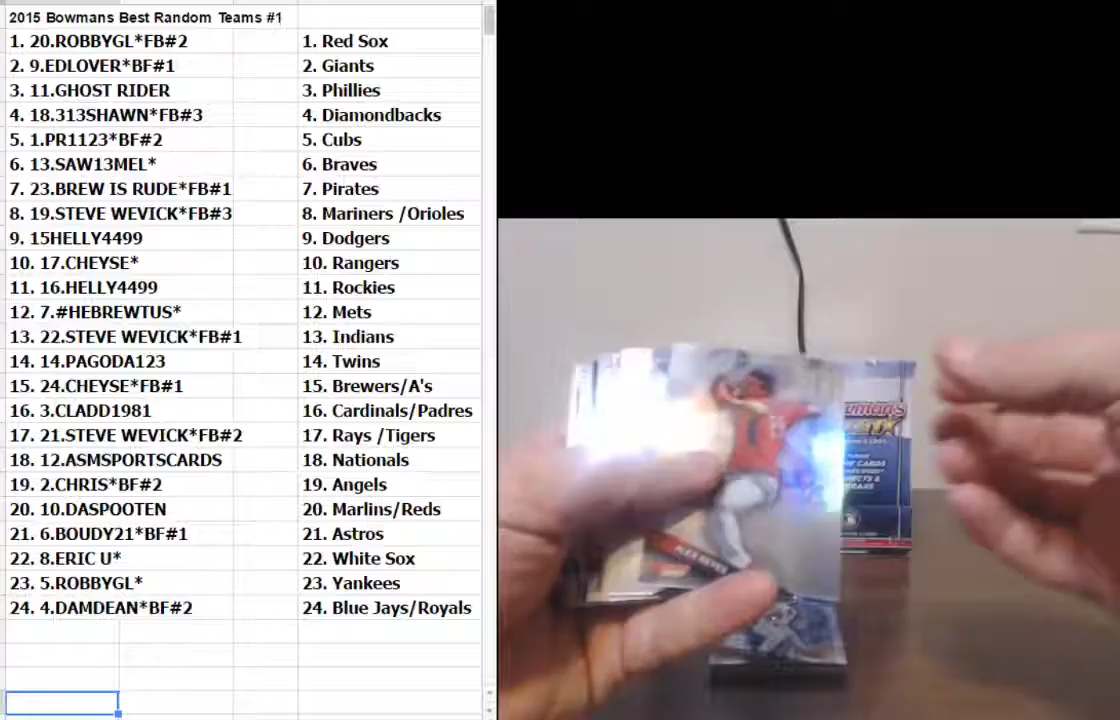 2015 Bowmans Best Random Teams #1
1. 20.ROBBYGL*FB#2 1. Red Sox
2. 9.EDLOVER*BF#1 2. Giants
3. 11.GHOST RIDER 3. Phillies
4. 18.313SHAWN*FB#3 4. Diamondbacks
5. 1.PR1123*BF#2 5. Cubs
6. 13.SAW13MEL* 6. Braves
7. 23.BREW IS RUDE*FB#1 7. Pirates
8. 19.STEVE WEVICK*FB#3 8. Mariners /Orioles
9. 15HELLY4499 9. Dodgers
10. 17.CHEYSE* 10. Rangers
11. 16.HELLY4499 11. Rockies
12. 7.#HEBREWTUS* 12. Mets
13. 22.STEVE WEVICK*FB#1 13. Indians
14. 14.PAGODA123 14. Twins
15. 24.CHEYSE*FB#1 15. Brewers/A's
16. 3.CLADD1981 16. Cardinals/Padres
17. 21.STEVE WEVICK*FB#2 17. Rays /Tigers
18. 12.ASMSPORTSCARDS 18. Nationals
19. 2.CHRIS*BF#2 19. Angels
20. 10.DASPOOTEN 20. Marlins/Reds
21. 6.BOUDY21*BF#1 21. Astros
22. 8.ERIC U* 22. White Sox
23. 5.ROBBYGL* 23. Yankees
24. 4.DAMDEAN*BF#2 24. Blue Jays/Royals
ALEX REYES